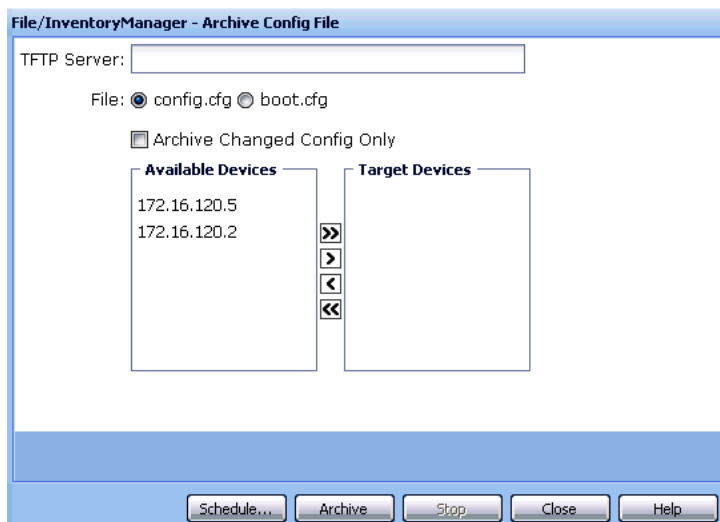 File/InventoryManager - Archive Config File
TFTP Server:
File: config.cfg boot.cfg
Archive Changed Config Only
Available Devices Target Devices
172.16.120.5
172.16.120.2
>>
>
<
<<
Schedule... Archive Stop Close Help